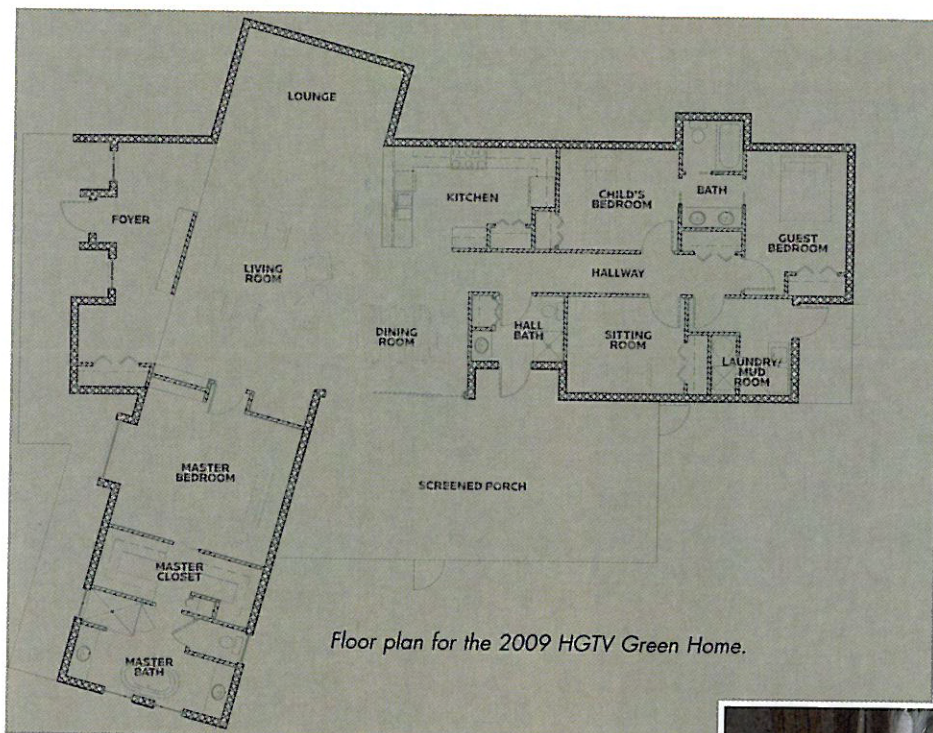 LOUNGE
KITCHEN
CHILD'S
BEDROOM
BATH
FOYER
GUEST
BEDROOM
LIVING
ROOM
HALLWAY
DINING
ROOM
HALL
BATH
SITTING
ROOM
LAUNDRY/
MUD
ROOM
MASTER
BEDROOM
SCREENED PORCH
MASTER
CLOSET
MASTER
BATH
Floor plan for the 2009 HGTV Green Home.